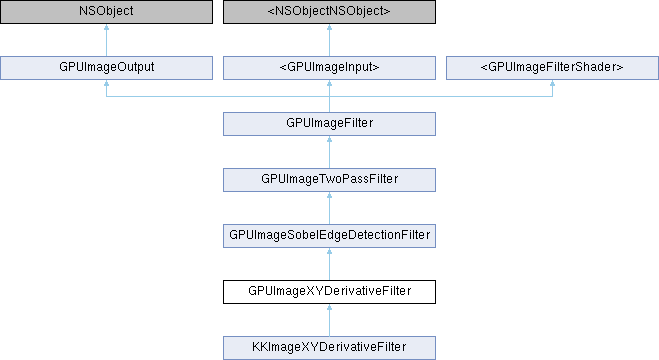 NSObject
<NSObjectNSObject>
GPUImageOutput
<GPUImageInput>
<GPUImageFilterShader>
GPUImageFilter
GPUImageTwoPassFilter
GPUImageSobelEdgeDetectionFilter
GPUImageXYDerivativeFilter
KKImageXYDerivativeFilter